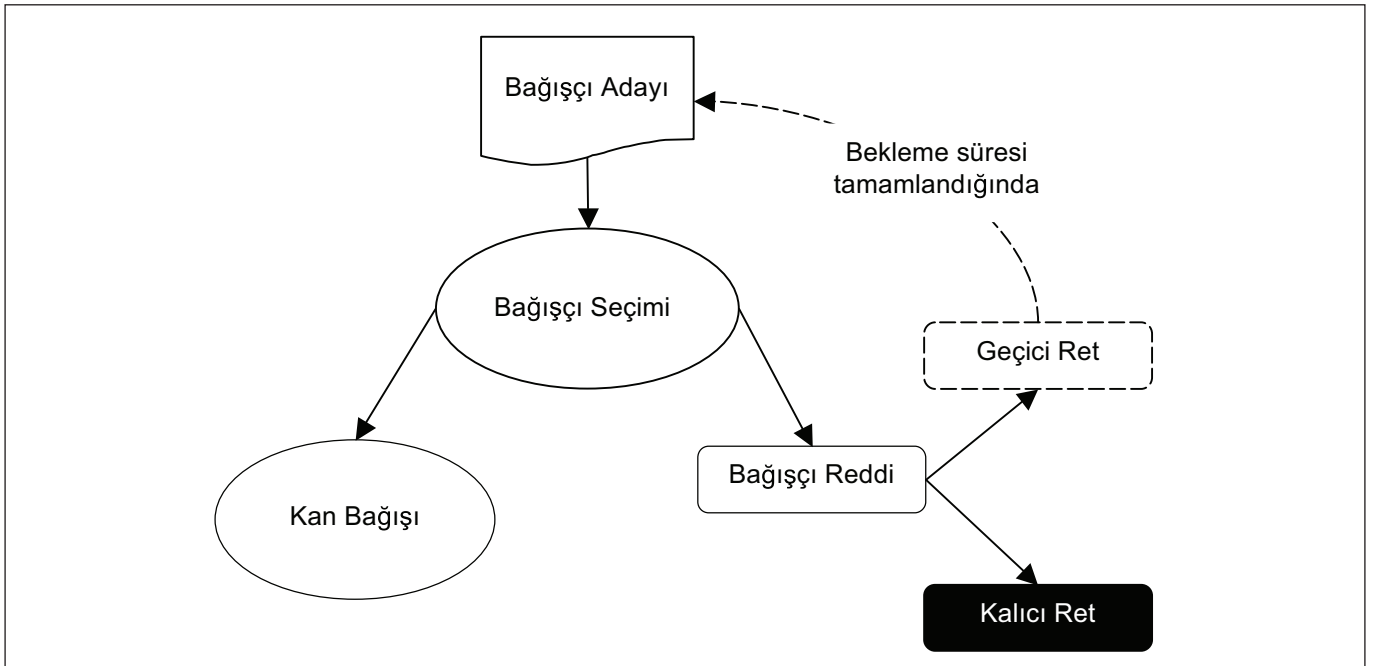 Bağışçı Adayı
Bekleme süresi
tamamlandığında
Bağışçı Seçimi
Geçici Ret
Bağışçı Reddi
Kan Bağışı
Kalıcı Ret